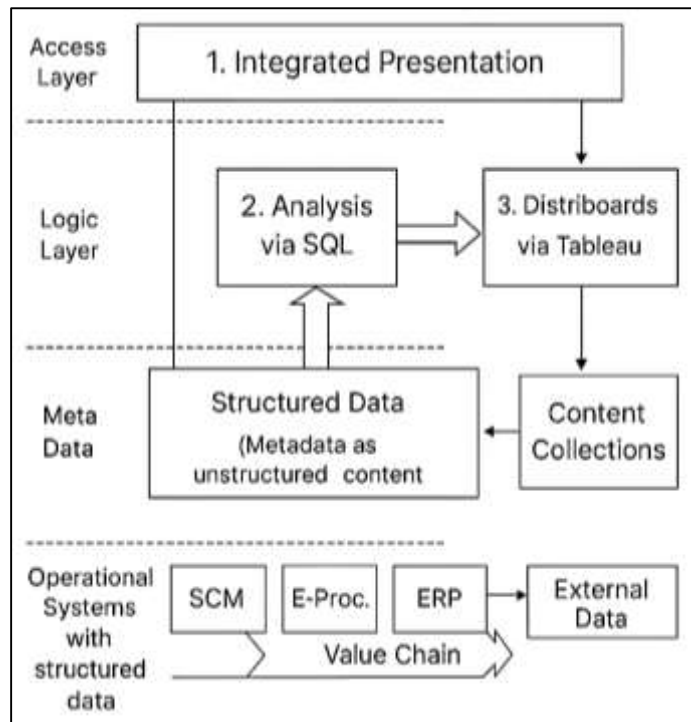 Access
Layer
1. Integrated Presentation
Logic
Layer
2. Analysis
via SQL
3. Distriboards
via Tableau
Meta
Data
Structured Data
(Metadata as
unstructured content
Content
Collections
Operational
Systems
with
structured
data
SCM
E-Proc.
ERP
External
Data
Value Chain